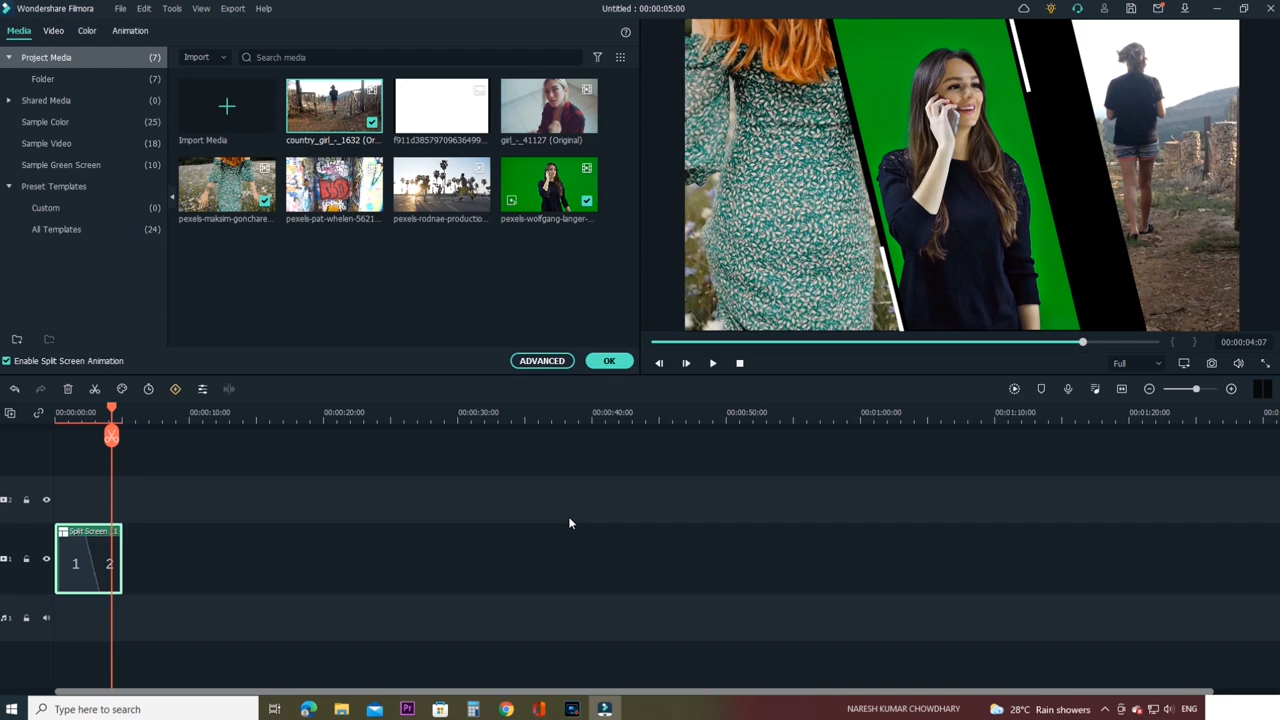 Wondershare Filmora File Edit Tools View Export Help Untitled : 00:00:05:00
Media Video Color Animation
Project Media (7) Import Search media
Folder (7)
Shared Media (0)
Sample Color (25)
Sample Video (18)
Sample Green Screen (10)
Preset Templates
Custom (0)
All Templates (24)
Import Media country_girl_-_1632 (Or... f911d38579709636499... girl_-_41127 (Original)
pexels-maksim-gonchare... pexels-pat-whelen-5621... pexels-rodnae-productio... pexels-wolfgang-langer-...
Enable Split Screen Animation ADVANCED OK
00:00:04:07
Full
00:00:00:00 00:00:10:00 00:00:20:00 00:00:30:00 00:00:40:00 00:00:50:00 00:01:00:00 00:01:10:00 00:01:20:00
2
Split Screen
1 2
1
1
Type here to search Pr NARESH KUMAR CHOWDHARY 28°C Rain showers ENG